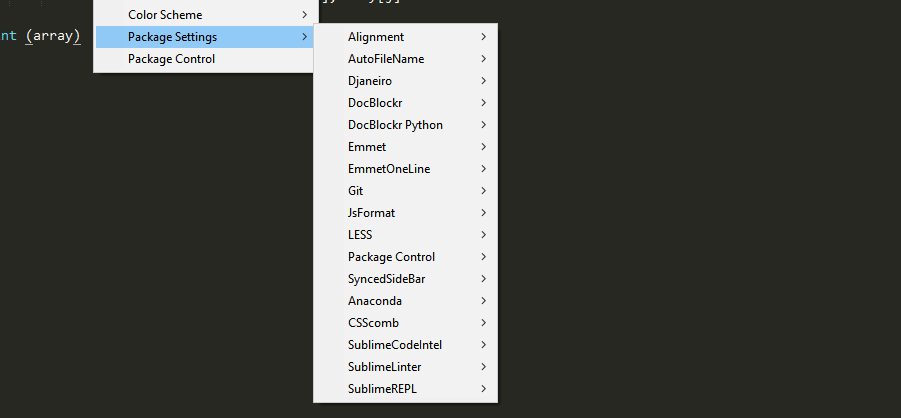 Color Scheme
Package Settings
nt (array)
Package Control
Alignment
AutoFileName
Djaneiro
DocBlockr
DocBlockr Python
Emmet
EmmetOneLine
Git
JsFormat
LESS
Package Control
SyncedSideBar
Anaconda
CSScomb
SublimeCodeIntel
SublimeLinter
SublimeREPL